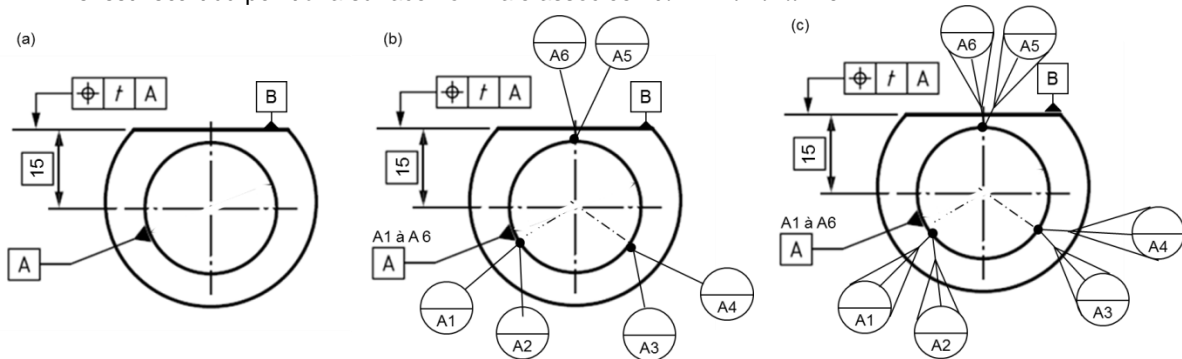 (a)
⌖ t A
B
15
A
(b)
A6
A5
⌖ t A
B
15
A1 à A 6
A
A1
A2
A3
A4
(c)
A6
A5
⌖ t A
B
15
A1 à A6
A
A1
A2
A3
A4